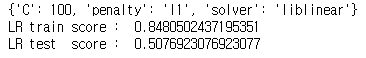 {'C': 100, 'penalty': 'l1', 'solver': 'liblinear'}
LR train score :  0.8480502437195351
LR test  score :  0.5076923076923077